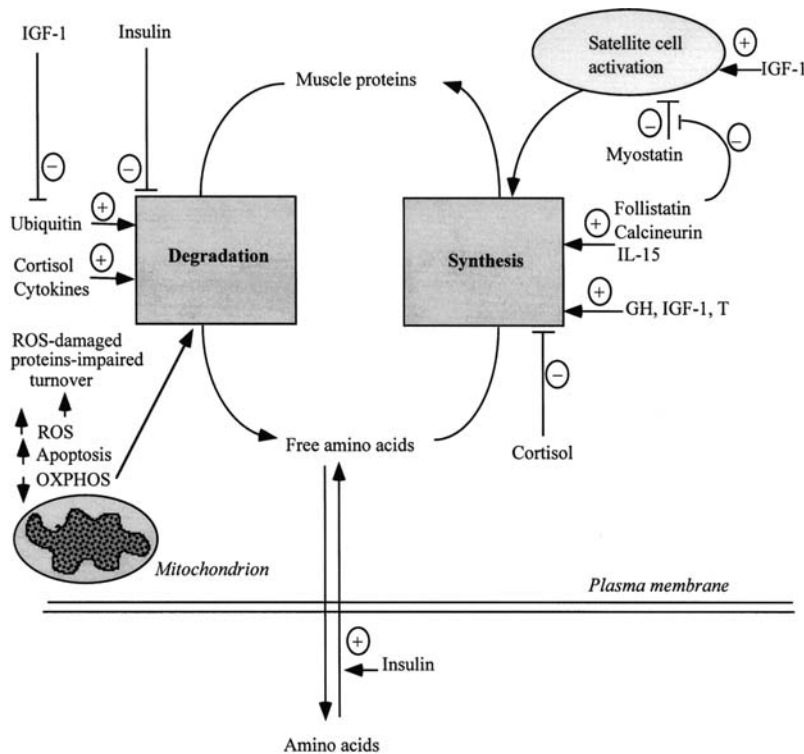 IGF-1
Insulin
Satellite cell
activation
+
IGF-1
Muscle proteins
−
−
−
−
Myostatin
Ubiquitin
+
Degradation
Synthesis
+
Follistatin
Calcineurin
IL-15
Cortisol
Cytokines
+
+
GH, IGF-1, T
ROS-damaged
proteins-impaired
turnover
−
ROS
Apoptosis
OXPHOS
Free amino acids
Cortisol
Mitochondrion
Plasma membrane
+
Insulin
Amino acids